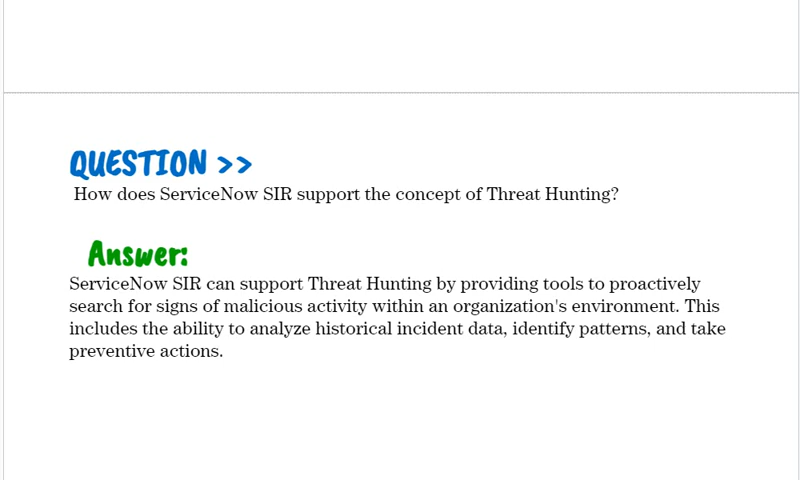 QUESTION >>
How does ServiceNow SIR support the concept of Threat Hunting?
Answer:
ServiceNow SIR can support Threat Hunting by providing tools to proactively
search for signs of malicious activity within an organization's environment. This
includes the ability to analyze historical incident data, identify patterns, and take
preventive actions.